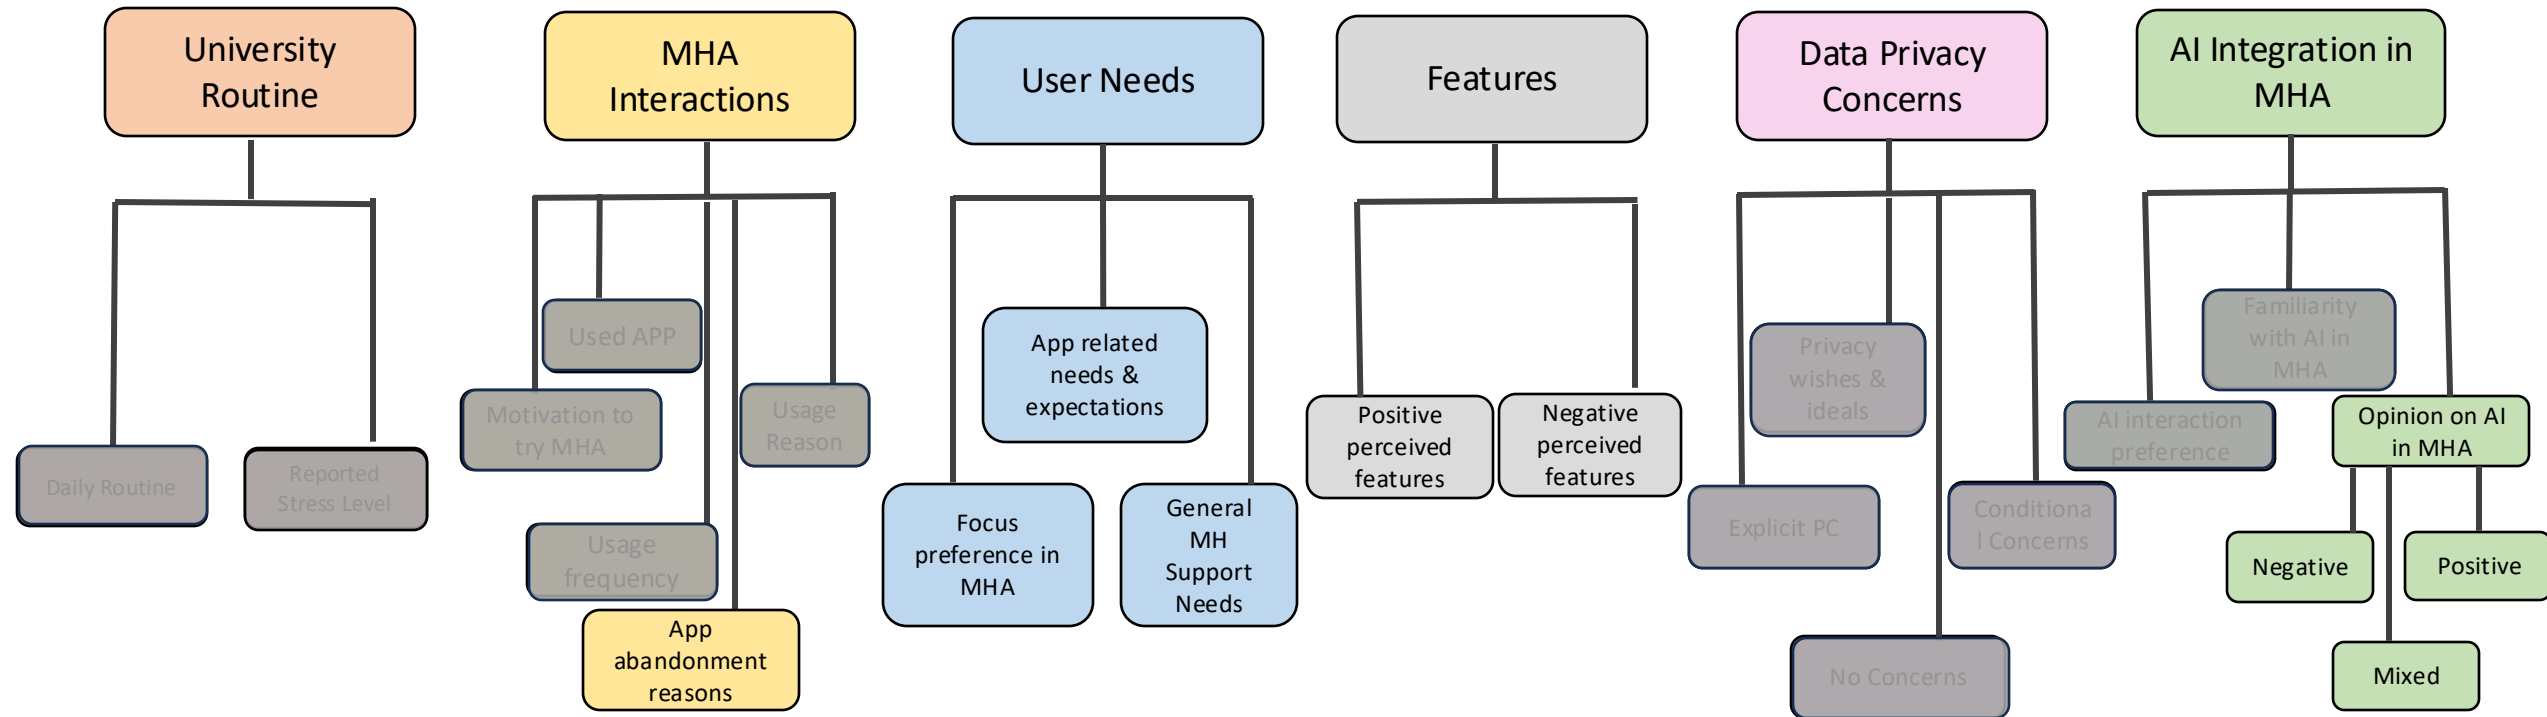 University
Routine
MHA
Interactions
User Needs
Features
Data Privacy
Concerns
AI Integration in
MHA
Daily Routine
Reported
Stress Level
Used APP
Motivation to
try MHA
Usage
Reason
Usage
frequency
App
abandonment
reasons
App related
needs &
expectations
Focus
preference in
MHA
General
MH
Support
Needs
Positive
perceived
features
Negative
perceived
features
Privacy
wishes &
ideals
Explicit PC
Conditiona
l Concerns
No Concerns
Familiarity
with AI in
MHA
AI interaction
preference
Opinion on AI
in MHA
Negative
Positive
Mixed